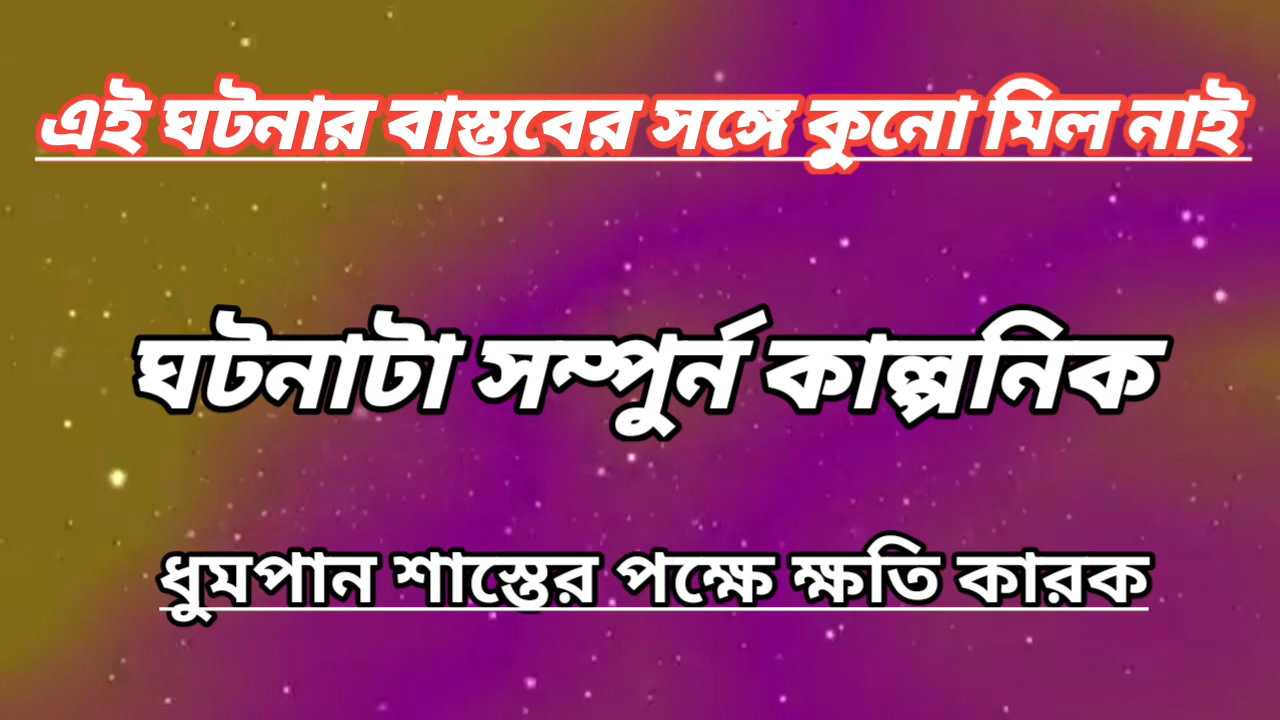 এই ঘটনার বাস্তবের সঙ্গে কুনো মিল নাই
ঘটনাটা সম্পুর্ন কাল্পনিক
ধুমপান শাস্তের পক্ষে ক্ষতি কারক